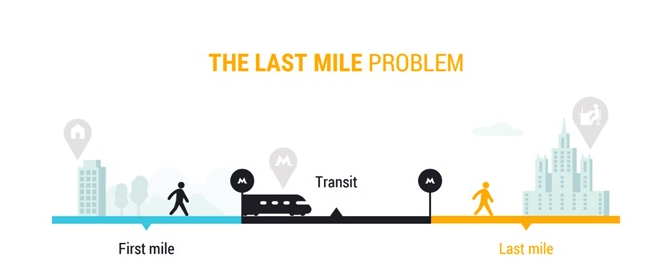 THE LAST MILE PROBLEM
M
M
M
Transit
First mile
Last mile